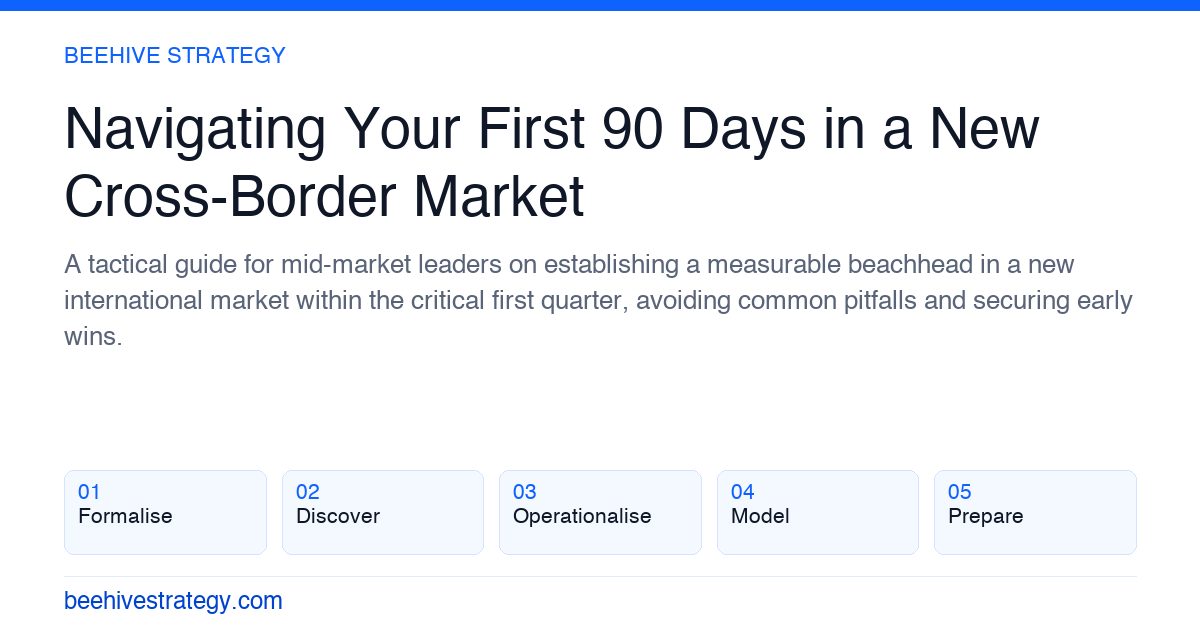 BEEHIVE STRATEGY
Navigating Your First 90 Days in a New
Cross-Border Market
A tactical guide for mid-market leaders on establishing a measurable beachhead in a new
international market within the critical first quarter, avoiding common pitfalls and securing early
wins.
01
Formalise
02
Discover
03
Operationalise
04
Model
05
Prepare
beehivestrategy.com